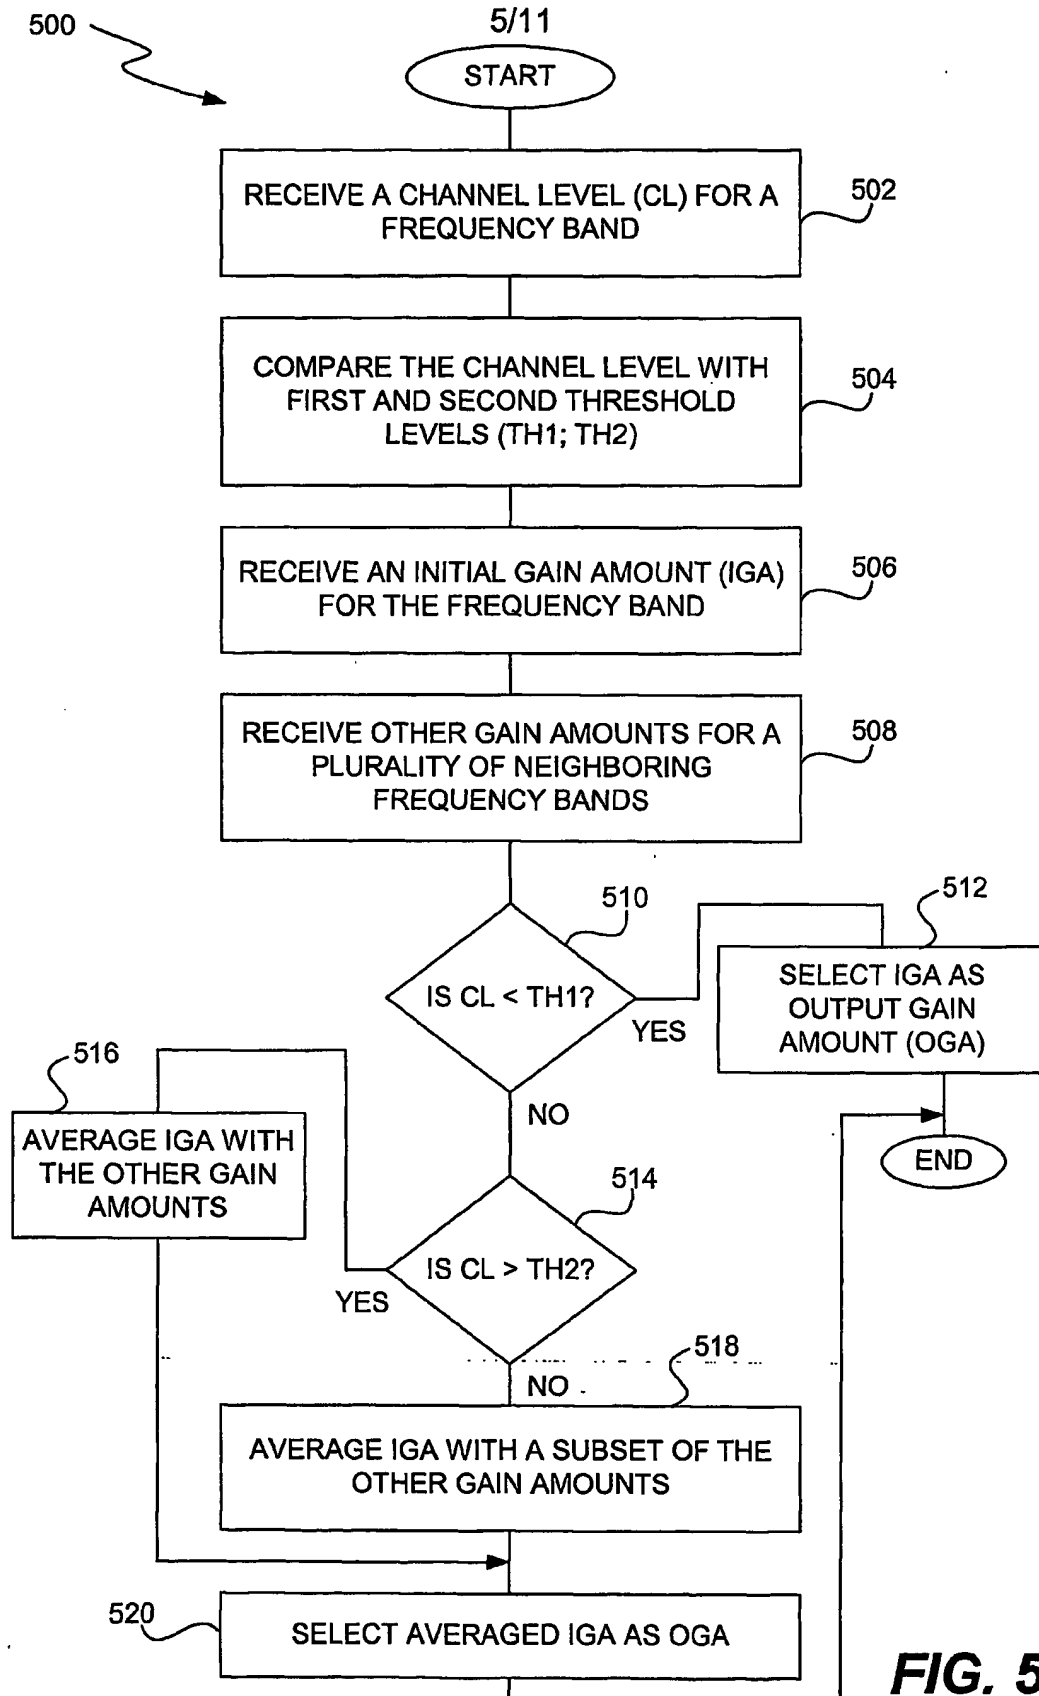 500
5/11
START
RECEIVE A CHANNEL LEVEL (CL) FOR A
FREQUENCY BAND
502
COMPARE THE CHANNEL LEVEL WITH
FIRST AND SECOND THRESHOLD
LEVELS (TH1; TH2)
504
RECEIVE AN INITIAL GAIN AMOUNT (IGA)
FOR THE FREQUENCY BAND
506
RECEIVE OTHER GAIN AMOUNTS FOR A
PLURALITY OF NEIGHBORING
FREQUENCY BANDS
508
510
IS CL < TH1?
YES
512
SELECT IGA AS
OUTPUT GAIN
AMOUNT (OGA)
END
NO
516
AVERAGE IGA WITH
THE OTHER GAIN
AMOUNTS
514
IS CL > TH2?
YES
NO
518
AVERAGE IGA WITH A SUBSET OF THE
OTHER GAIN AMOUNTS
520
SELECT AVERAGED IGA AS OGA
FIG. 5